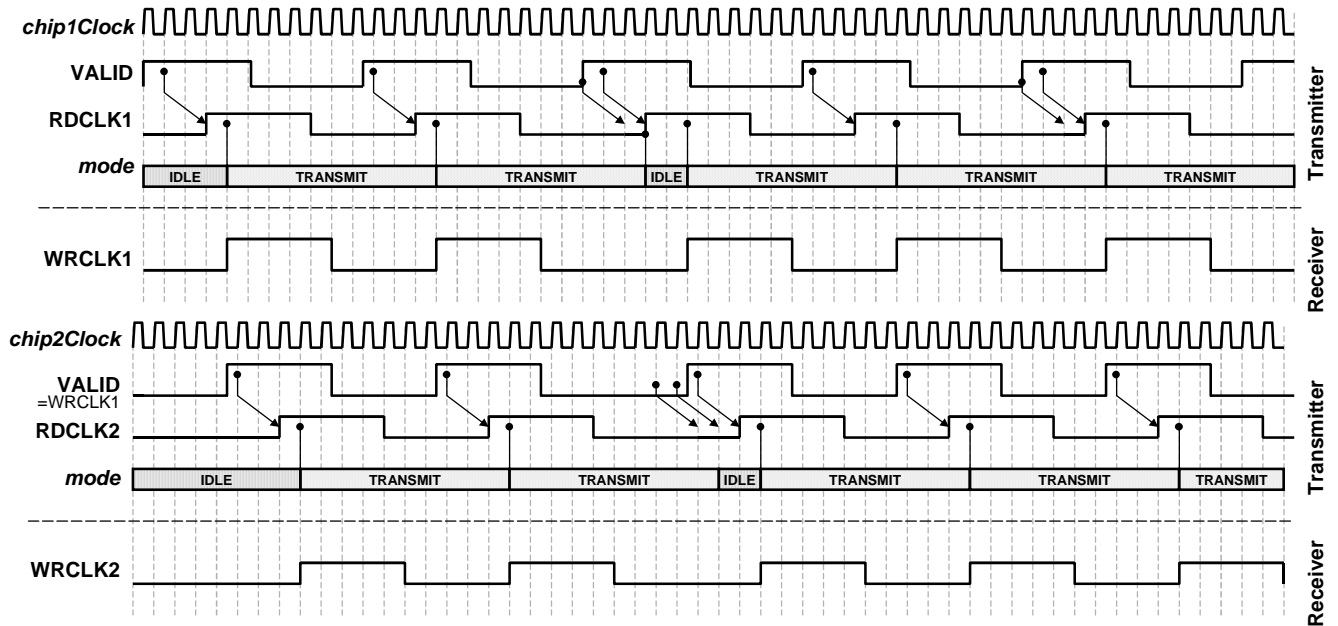 chip1Clock
VALID
RDCLK1
mode
IDLE TRANSMIT TRANSMIT IDLE TRANSMIT TRANSMIT TRANSMIT
Transmitter
WRCLK1
Receiver
chip2Clock
VALID
=WRCLK1
RDCLK2
mode
IDLE TRANSMIT TRANSMIT IDLE TRANSMIT TRANSMIT TRANSMIT
Transmitter
WRCLK2
Receiver